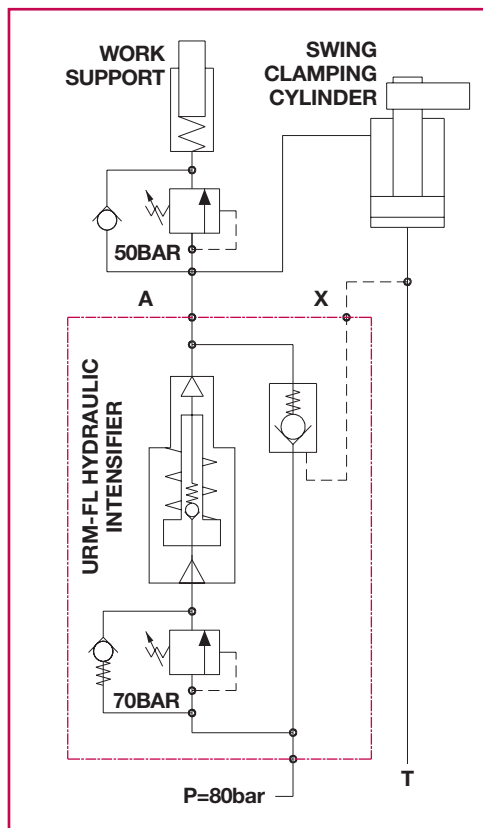 WORK
SUPPORT
SWING
CLAMPING
CYLINDER
50BAR
A
X
URM-FL HYDRAULIC
INTENSIFIER
70BAR
P=80bar
T